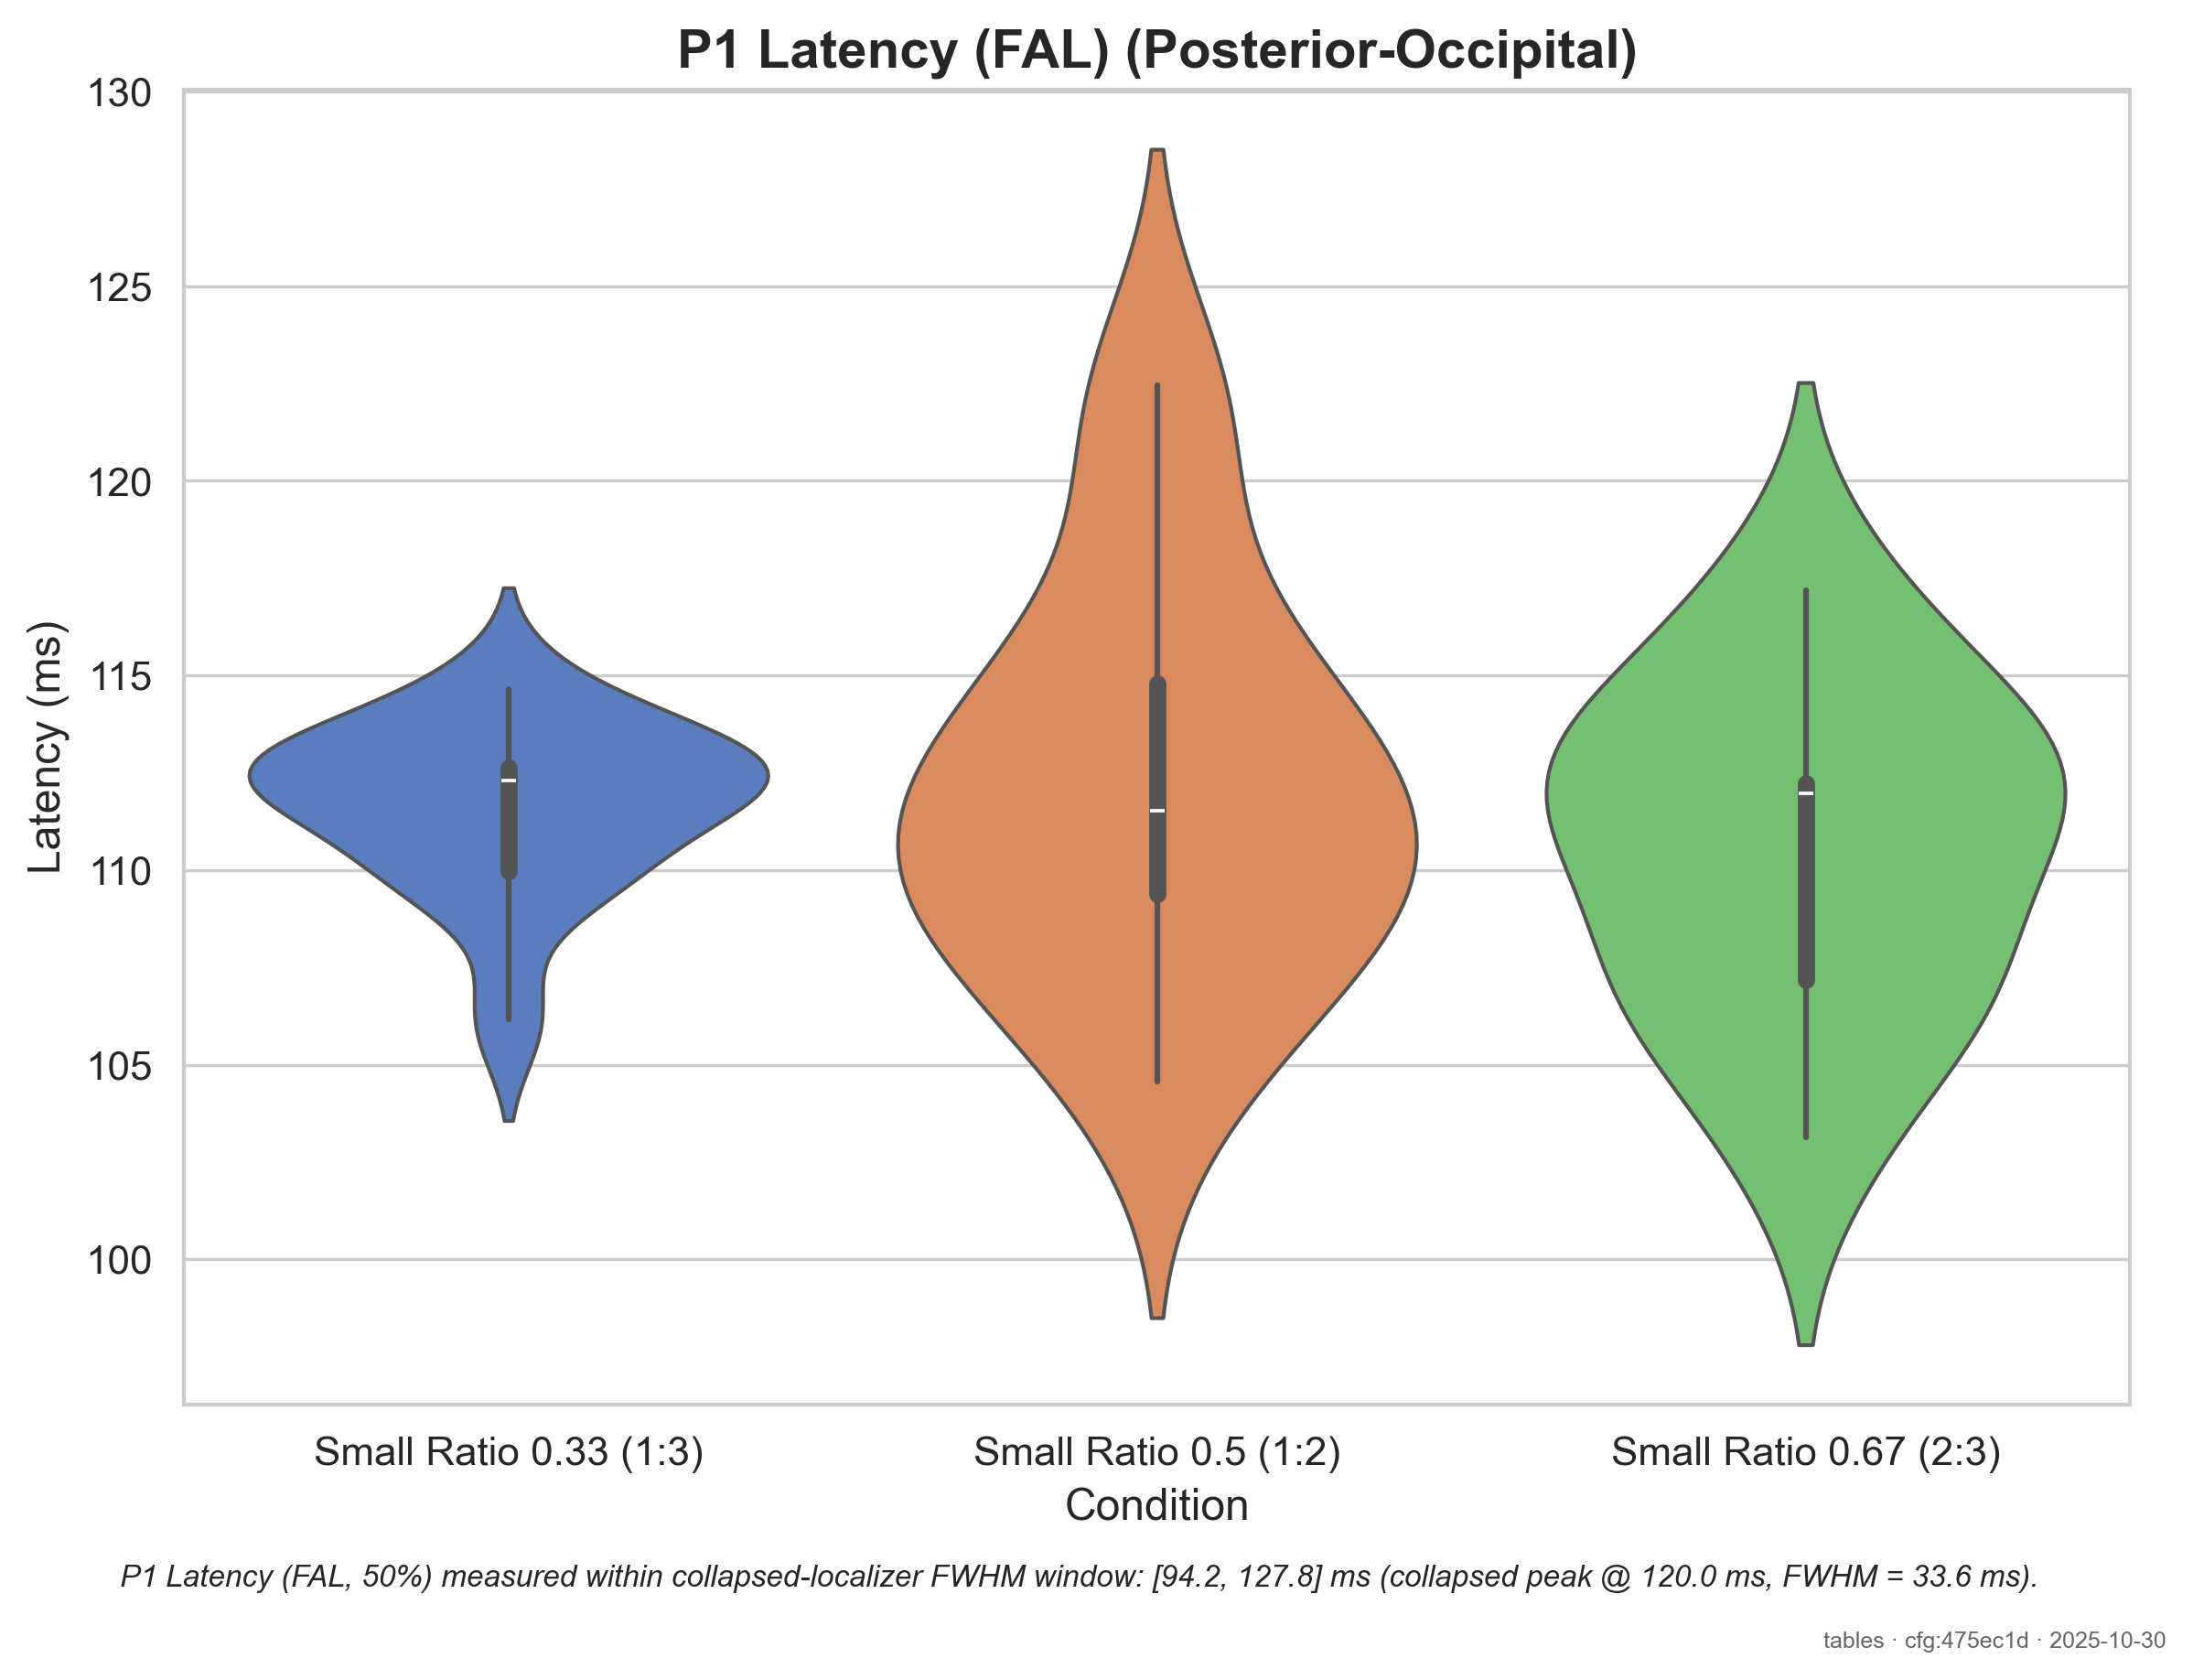 P1 Latency (FAL) (Posterior-Occipital)
130
125
120
115
110
105
100
Latency (ms)
Small Ratio 0.33 (1:3)
Small Ratio 0.5 (1:2)
Small Ratio 0.67 (2:3)
Condition
P1 Latency (FAL, 50%) measured within collapsed-localizer FWHM window: [94.2, 127.8] ms (collapsed peak @ 120.0 ms, FWHM = 33.6 ms).
tables · cfg:475ec1d · 2025-10-30